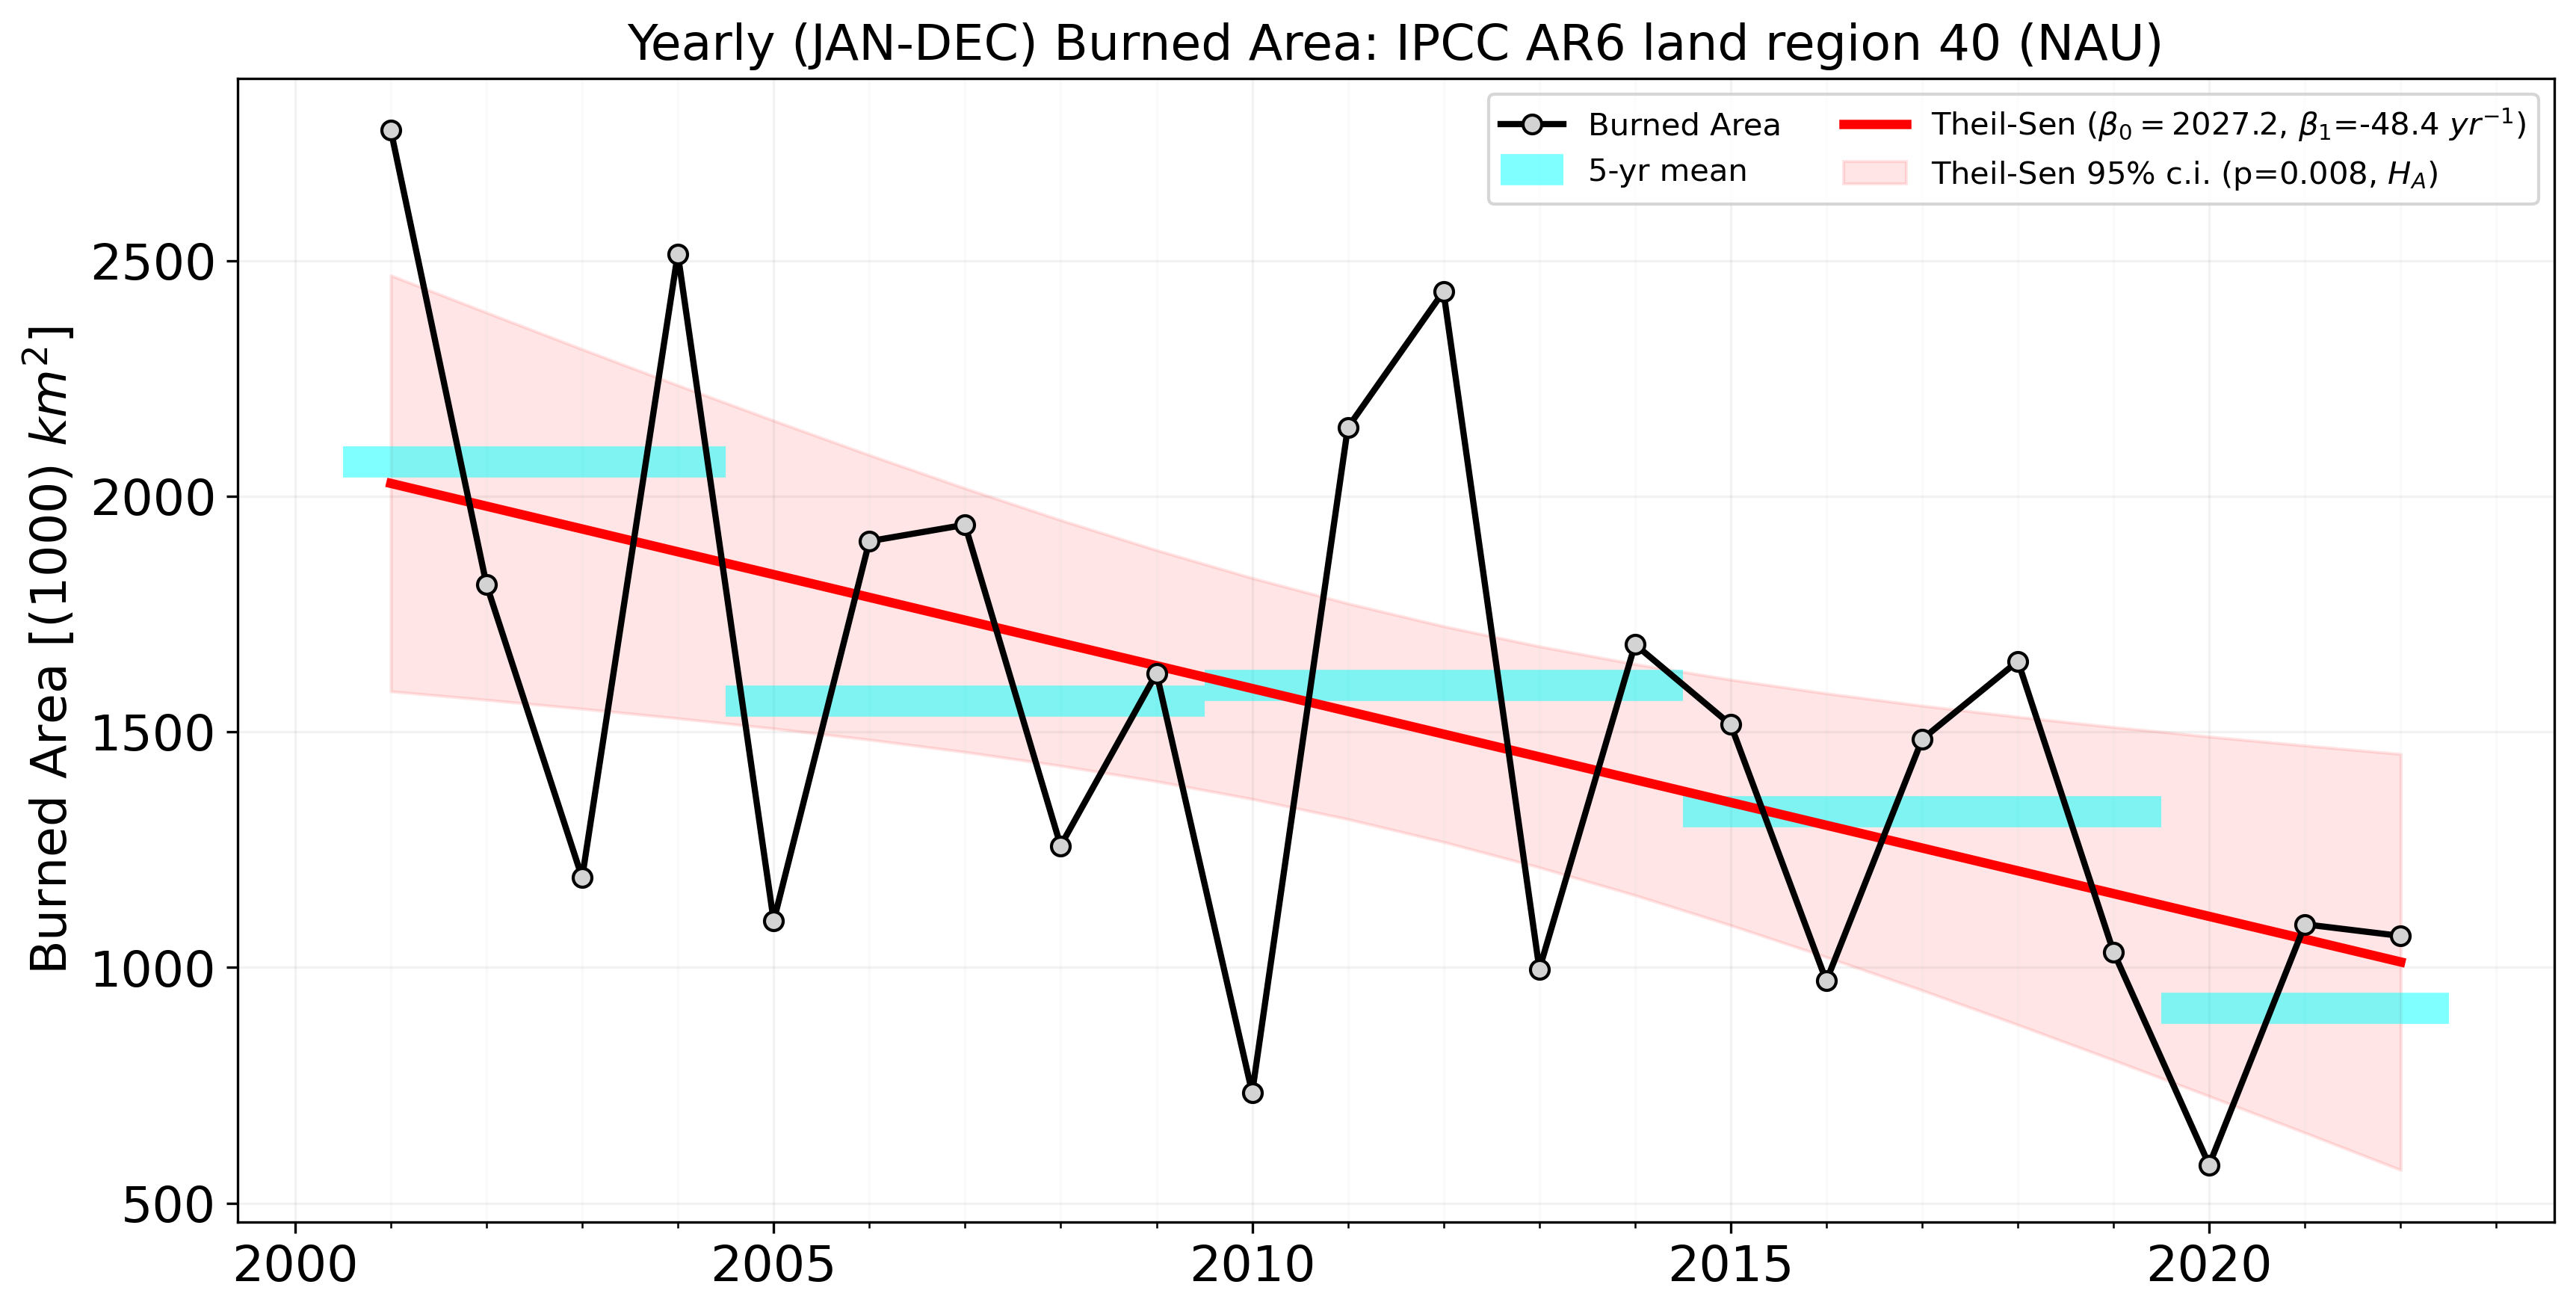 Yearly (JAN-DEC) Burned Area: IPCC AR6 land region 40 (NAU)
Burned Area
5-yr mean
Theil-Sen (β₀ = 2027.2, β₁=-48.4 yr⁻¹)
Theil-Sen 95% c.i. (p=0.008, H_A)
Burned Area [(1000) km²]
2500
2000
1500
1000
500
2000 2005 2010 2015 2020